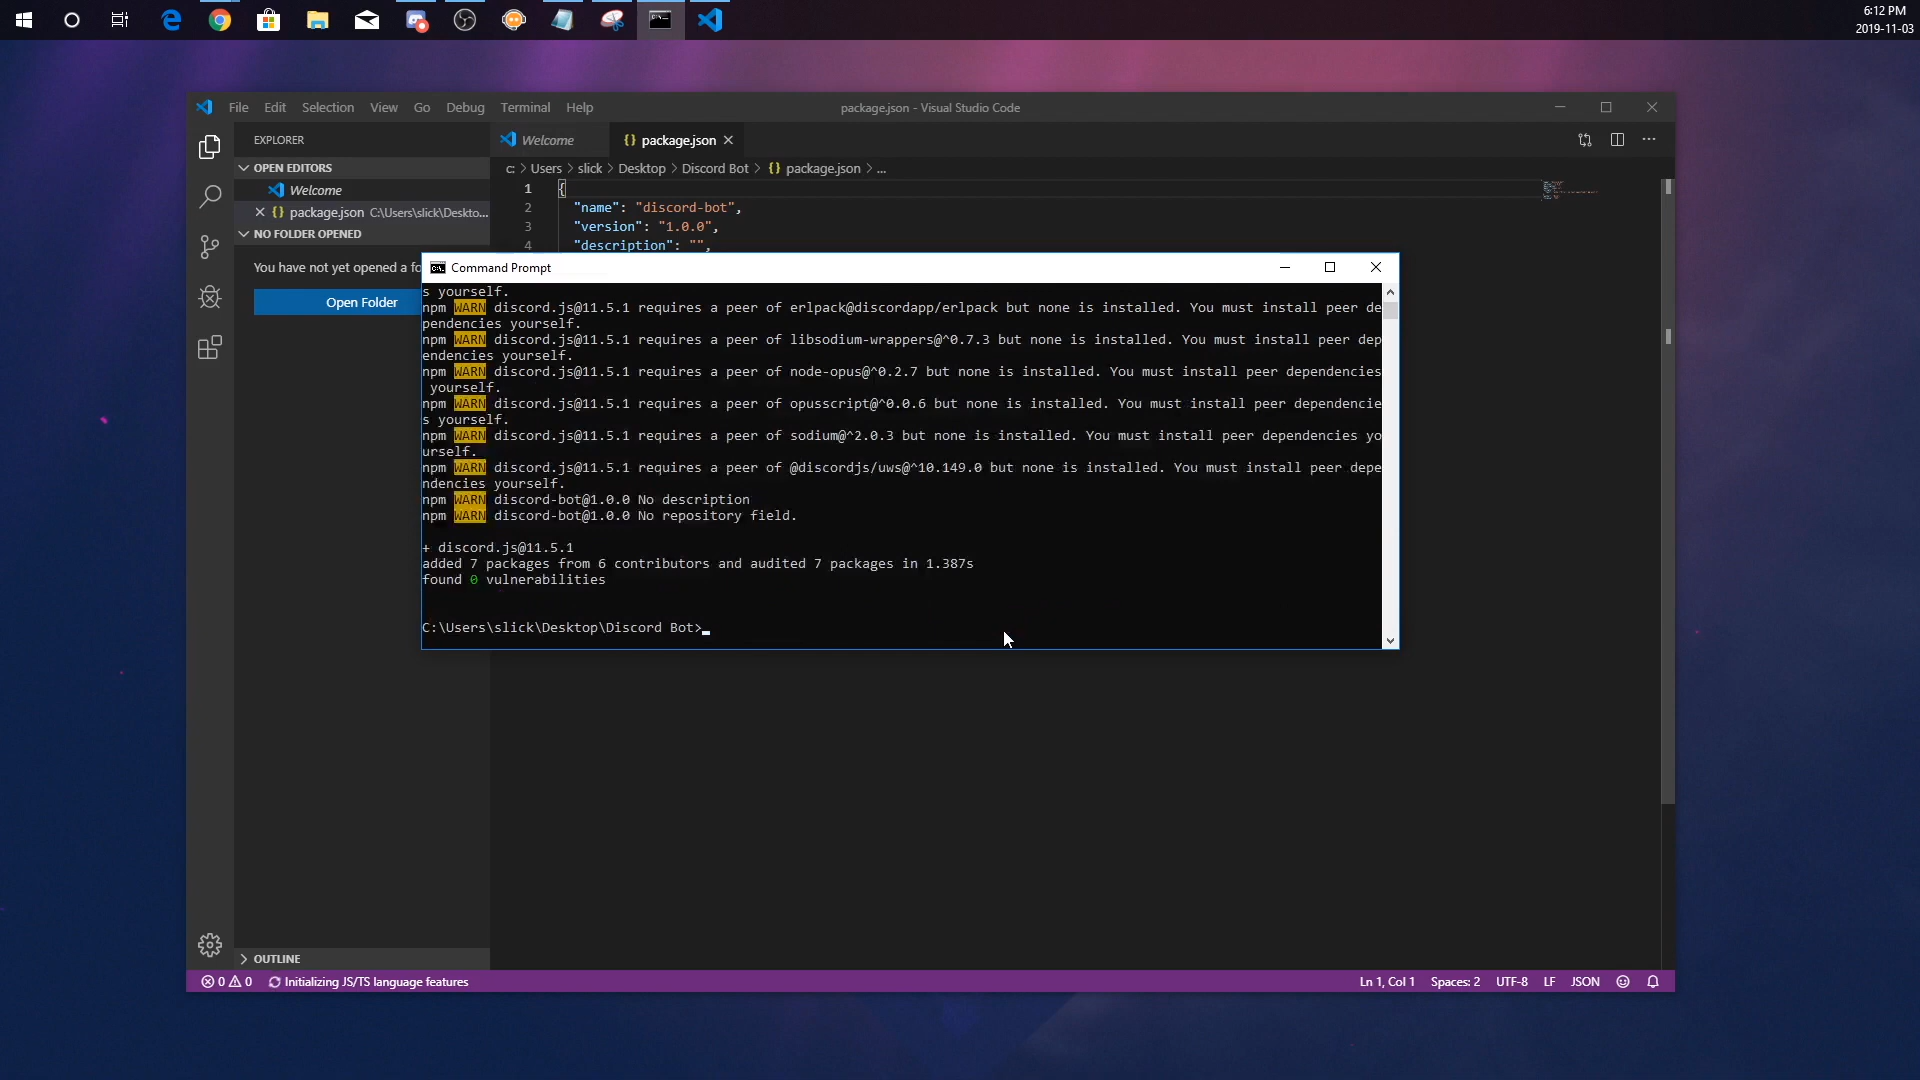 6:12 PM
2019-11-03
File Edit Selection View Go Debug Terminal Help
package.json - Visual Studio Code
EXPLORER
Welcome
{} package.json
OPEN EDITORS
c: > Users > slick > Desktop > Discord Bot > {} package.json > ...
Welcome
{} package.json C:\Users\slick\Deskto...
NO FOLDER OPENED
You have not yet opened a fo
Open Folder
1 {
2 "name": "discord-bot",
3 "version": "1.0.0",
4 "description": "",
Command Prompt
s yourself.
npm WARN discord.js@11.5.1 requires a peer of erlpack@discordapp/erlpack but none is installed. You must install peer de
pendencies yourself.
npm WARN discord.js@11.5.1 requires a peer of libsodium-wrappers@^0.7.3 but none is installed. You must install peer dep
endencies yourself.
npm WARN discord.js@11.5.1 requires a peer of node-opus@^0.2.7 but none is installed. You must install peer dependencies
yourself.
npm WARN discord.js@11.5.1 requires a peer of opusscript@^0.0.6 but none is installed. You must install peer dependencie
s yourself.
npm WARN discord.js@11.5.1 requires a peer of sodium@^2.0.3 but none is installed. You must install peer dependencies yo
urself.
npm WARN discord.js@11.5.1 requires a peer of @discordjs/uws@^10.149.0 but none is installed. You must install peer depe
ndencies yourself.
npm WARN discord-bot@1.0.0 No description
npm WARN discord-bot@1.0.0 No repository field.
+ discord.js@11.5.1
added 7 packages from 6 contributors and audited 7 packages in 1.387s
found 0 vulnerabilities
C:\Users\slick\Desktop\Discord Bot>_
OUTLINE
0 0 Initializing JS/TS language features
Ln 1, Col 1 Spaces: 2 UTF-8 LF JSON